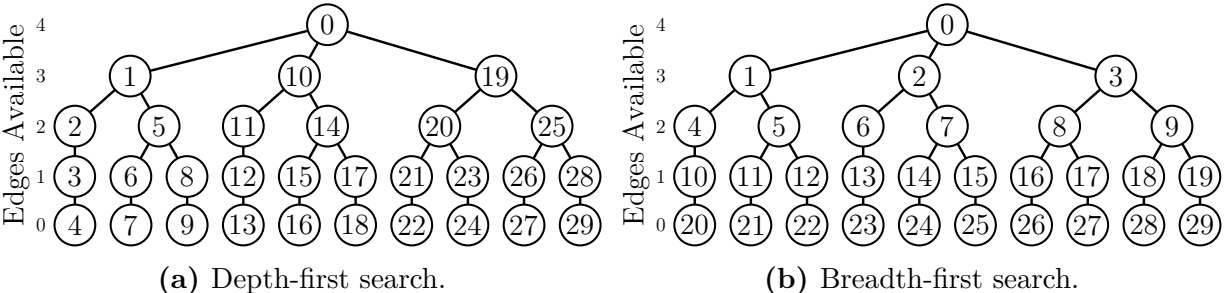 Edges Available
4 0
3 1 10 19
2 2 5 11 14 20 25
1 3 6 8 12 15 17 21 23 26 28
0 4 7 9 13 16 18 22 24 27 29
(a) Depth-first search.
Edges Available
4 0
3 1 2 3
2 4 5 6 7 8 9
1 10 11 12 13 14 15 16 17 18 19
0 20 21 22 23 24 25 26 27 28 29
(b) Breadth-first search.